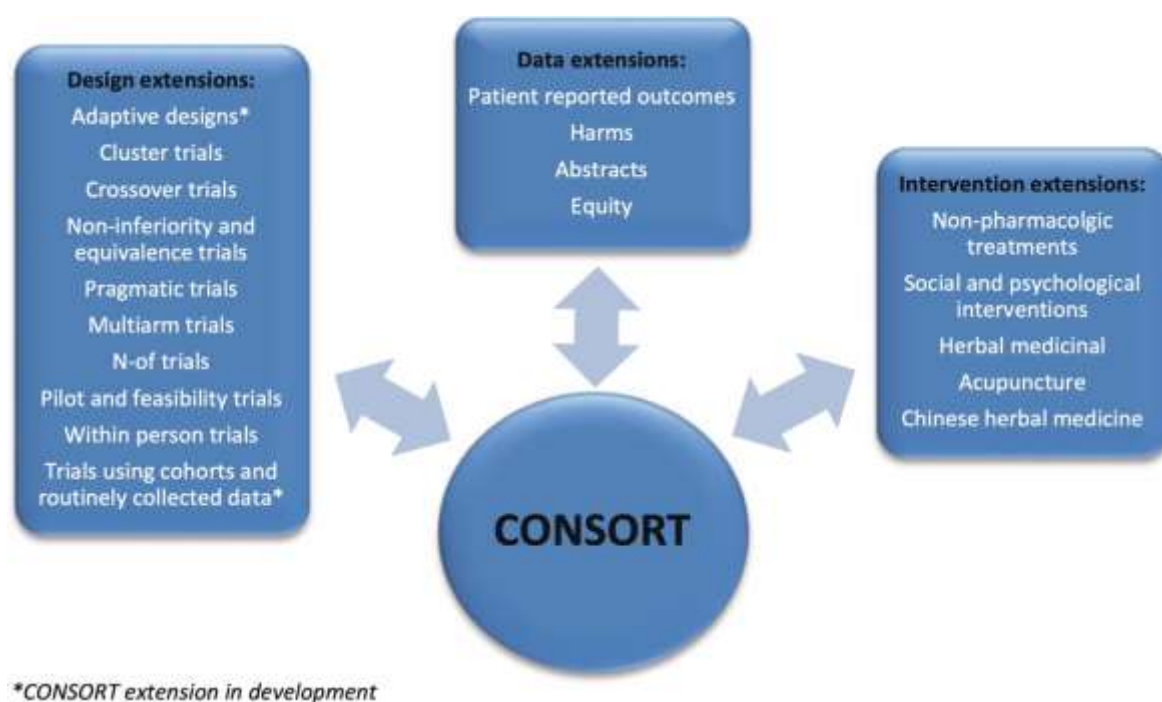 Design extensions:
Adaptive designs*
Cluster trials
Crossover trials
Non-inferiority and
equivalence trials
Pragmatic trials
Multiarm trials
N-of trials
Pilot and feasibility trials
Within person trials
Trials using cohorts and
routinely collected data*
Data extensions:
Patient reported outcomes
Harms
Abstracts
Equity
Intervention extensions:
Non-pharmacolgic
treatments
Social and psychological
interventions
Herbal medicinal
Acupuncture
Chinese herbal medicine
CONSORT
*CONSORT extension in development